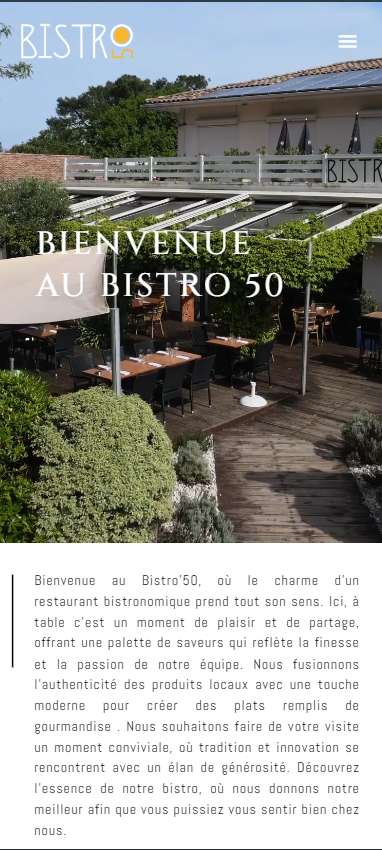 BISTRO
50
BISTR
BIENVENUE
AU BISTRO 50
Bienvenue au Bistro'50, où le charme d'un
restaurant bistronomique prend tout son sens. Ici, à
table c'est un moment de plaisir et de partage,
offrant une palette de saveurs qui reflète la finesse
et la passion de notre équipe. Nous fusionnons
l'authenticité des produits locaux avec une touche
moderne pour créer des plats remplis de
gourmandise . Nous souhaitons faire de votre visite
un moment conviviale, où tradition et innovation se
rencontrent avec un élan de générosité. Découvrez
l'essence de notre bistro, où nous donnons notre
meilleur afin que vous puissiez vous sentir bien chez
nous.